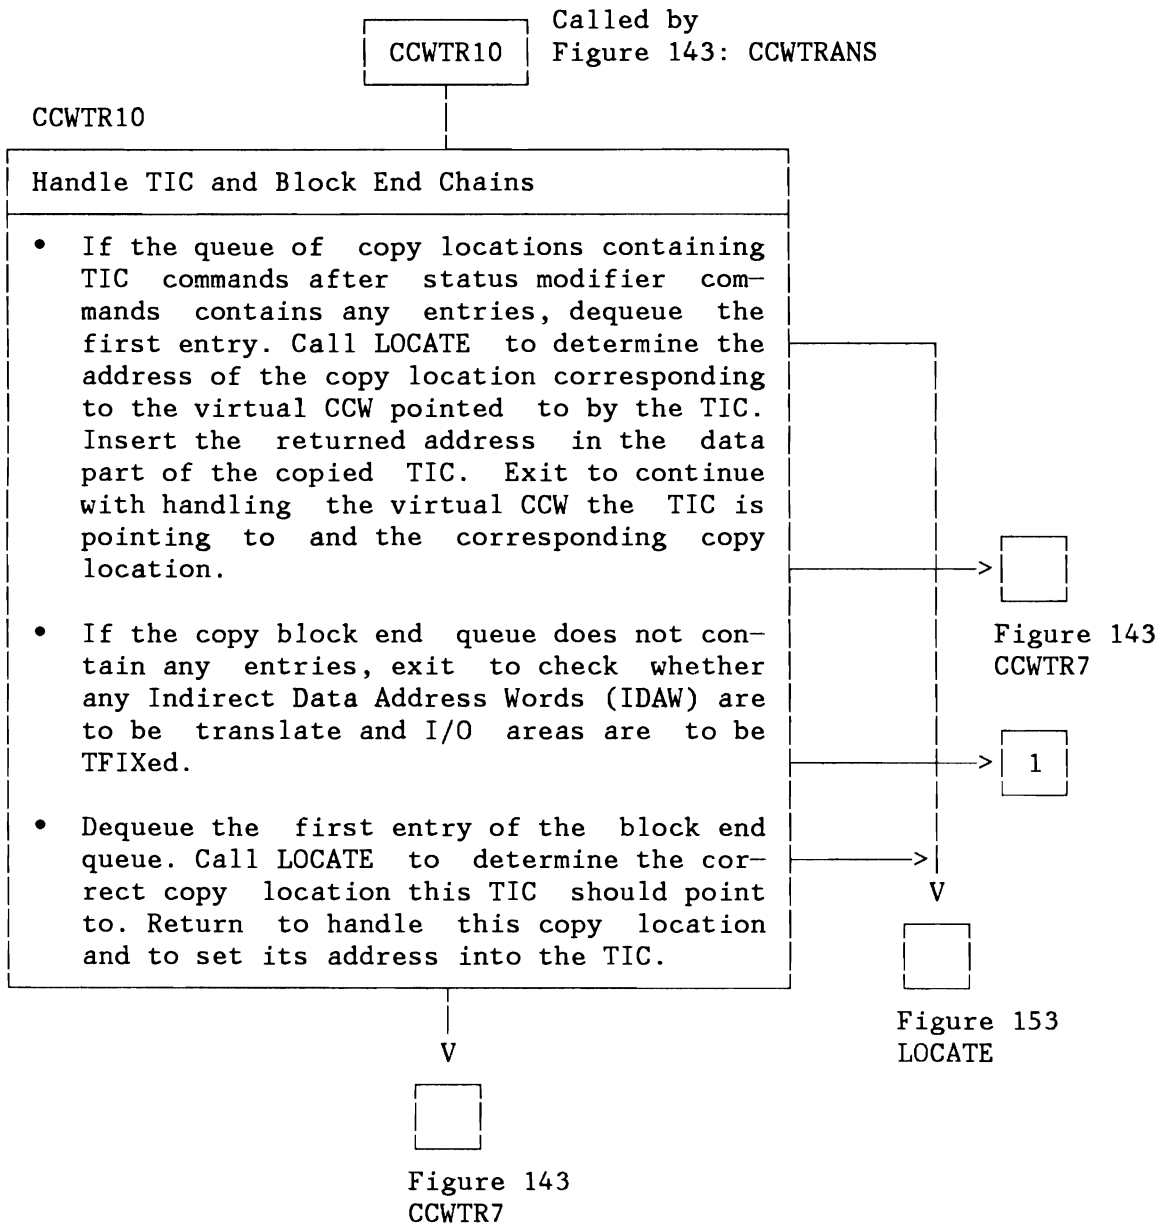 Called by
CCWTR10
Figure 143: CCWTRANS
CCWTR10
Handle TIC and Block End Chains
• If the queue of copy locations containing
TIC commands after status modifier com-
mands contains any entries, dequeue the
first entry. Call LOCATE to determine the
address of the copy location corresponding
to the virtual CCW pointed to by the TIC.
Insert the returned address in the data
part of the copied TIC. Exit to continue
with handling the virtual CCW the TIC is
pointing to and the corresponding copy
location.
>
Figure 143
CCWTR7
• If the copy block end queue does not con-
tain any entries, exit to check whether
any Indirect Data Address Words (IDAW) are
to be translate and I/O areas are to be
TFIXed.
> 1
• Dequeue the first entry of the block end
queue. Call LOCATE to determine the cor-
rect copy location this TIC should point
to. Return to handle this copy location
and to set its address into the TIC.
>
V
Figure 153
LOCATE
V
Figure 143
CCWTR7